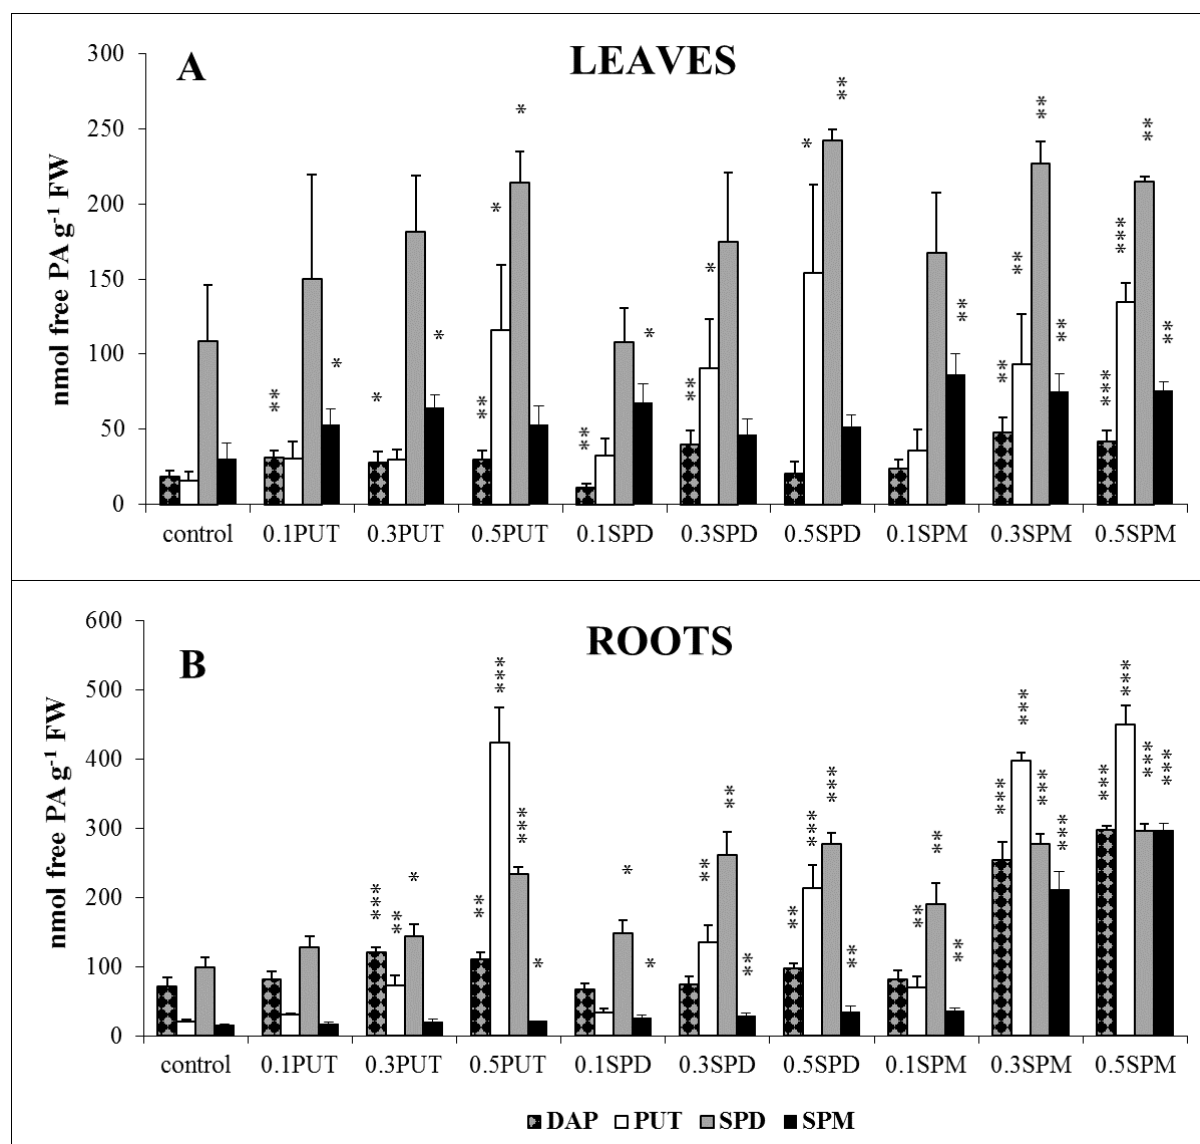 A
LEAVES
nmol free PA g⁻¹ FW
300
250
200
150
100
50
0
** * * * ** * * ** * ** * * ** ** ** ** ** ** *** *** ** **
control 0.1PUT 0.3PUT 0.5PUT 0.1SPD 0.3SPD 0.5SPD 0.1SPM 0.3SPM 0.5SPM
B
ROOTS
nmol free PA g⁻¹ FW
600
500
400
300
200
100
0
*** ** * ** *** *** * * * ** ** ** ** *** *** ** ** ** ** *** *** *** *** *** *** *** ***
control 0.1PUT 0.3PUT 0.5PUT 0.1SPD 0.3SPD 0.5SPD 0.1SPM 0.3SPM 0.5SPM
DAP PUT SPD SPM